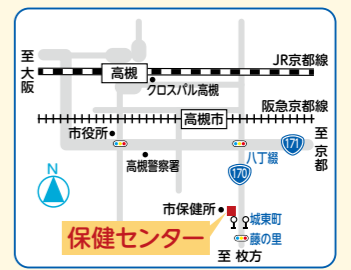 至大阪
JR京都線
高槻
クロスパル高槻
阪急京都線
高槻市
市役所
171
至京都
八丁畷
高槻警察署
170
N
市保健所
城東町
保健センター
藤の里
至 枚方